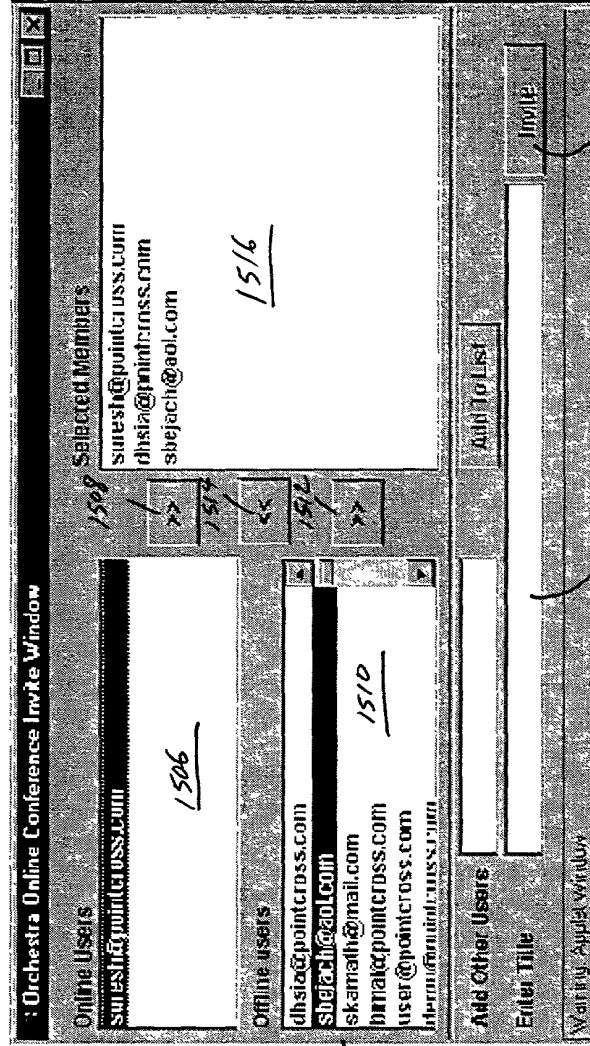 : Orchestra Online Conference Invite Window
Online Users
suresh@pointcross.com
1506
Offline users
dhsia@pointcross.com
sbejach@aol.com
skamath@mail.com
bimal@pointcross.com
user@pointcross.com
1510
1508
>>
1514
<<
1512
>>
Selected Members
suresh@pointcross.com
dhsia@pointcross.com
sbejach@aol.com
1516
Add Other Users
Add To List
Enter Title
Invite
Warning: Applet Window